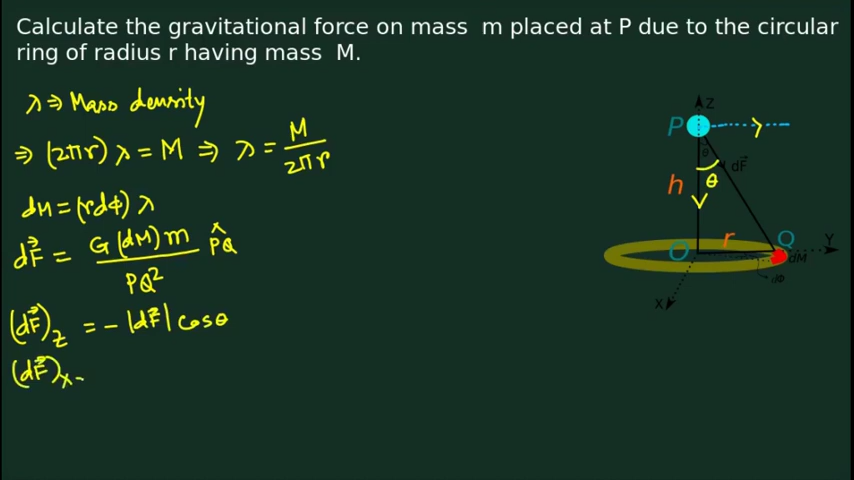 Calculate the gravitational force on mass m placed at P due to the circular
ring of radius r having mass M.
λ ⇒ Mass density
⇒ (2πr) λ = M ⇒ λ = M / 2πr
dM = (rdϕ) λ
dF⃗ = G (dM) m / PQ² P̂Q
(dF⃗)z = - |dF⃗| cosθ
(dF⃗)x -
Z
P
θ
dF⃗
h
θ
r
Q
Y
O
dM
dΦ
X